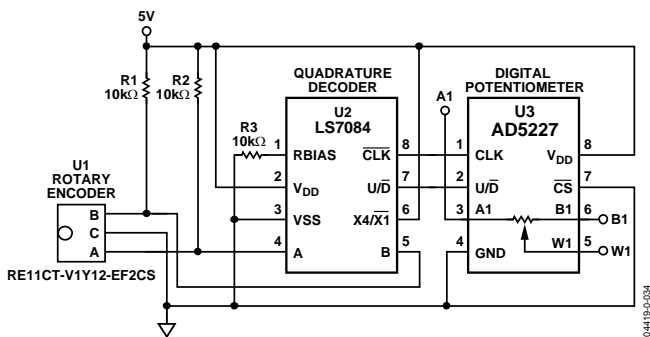 5V
R1
10kΩ
R2
10kΩ
QUADRATURE
DECODER
DIGITAL
POTENTIOMETER
A1
R3
10kΩ
U2
LS7084
1 RBIAS
CLK 8
2 VDD
U/D 7
3 VSS
X4/X1 6
4 A
B 5
U3
AD5227
1 CLK
VDD 8
2 U/D
CS 7
3 A1
B1 6
B1
4 GND
W1 5
W1
U1
ROTARY
ENCODER
B
C
A
RE11CT-V1Y12-EF2CS
04419-0-034